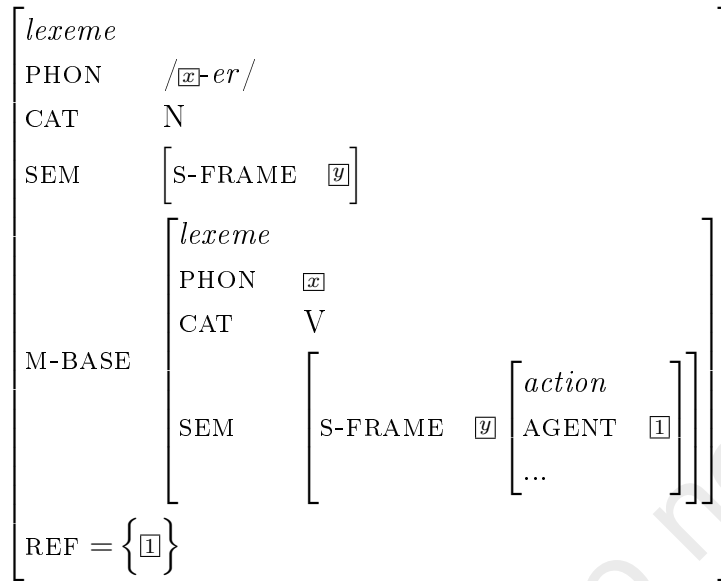 lexeme
PHON /x-er/
CAT N
SEM [S-FRAME y]
M-BASE
lexeme
PHON x
CAT V
SEM [S-FRAME y
action
AGENT 1
...
REF = {1}